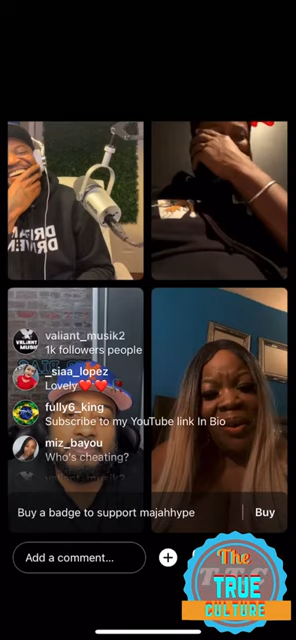 DRIVEN
valiant_musik2
1k followers people
_siaa_lopez
Lovely❤️❤️
fully6_king
Subscribe to my YouTube link In Bio
miz_bayou
Who's cheating?
Buy a badge to support majahhype
Buy
Add a comment...
The
TRUE
CULTURE